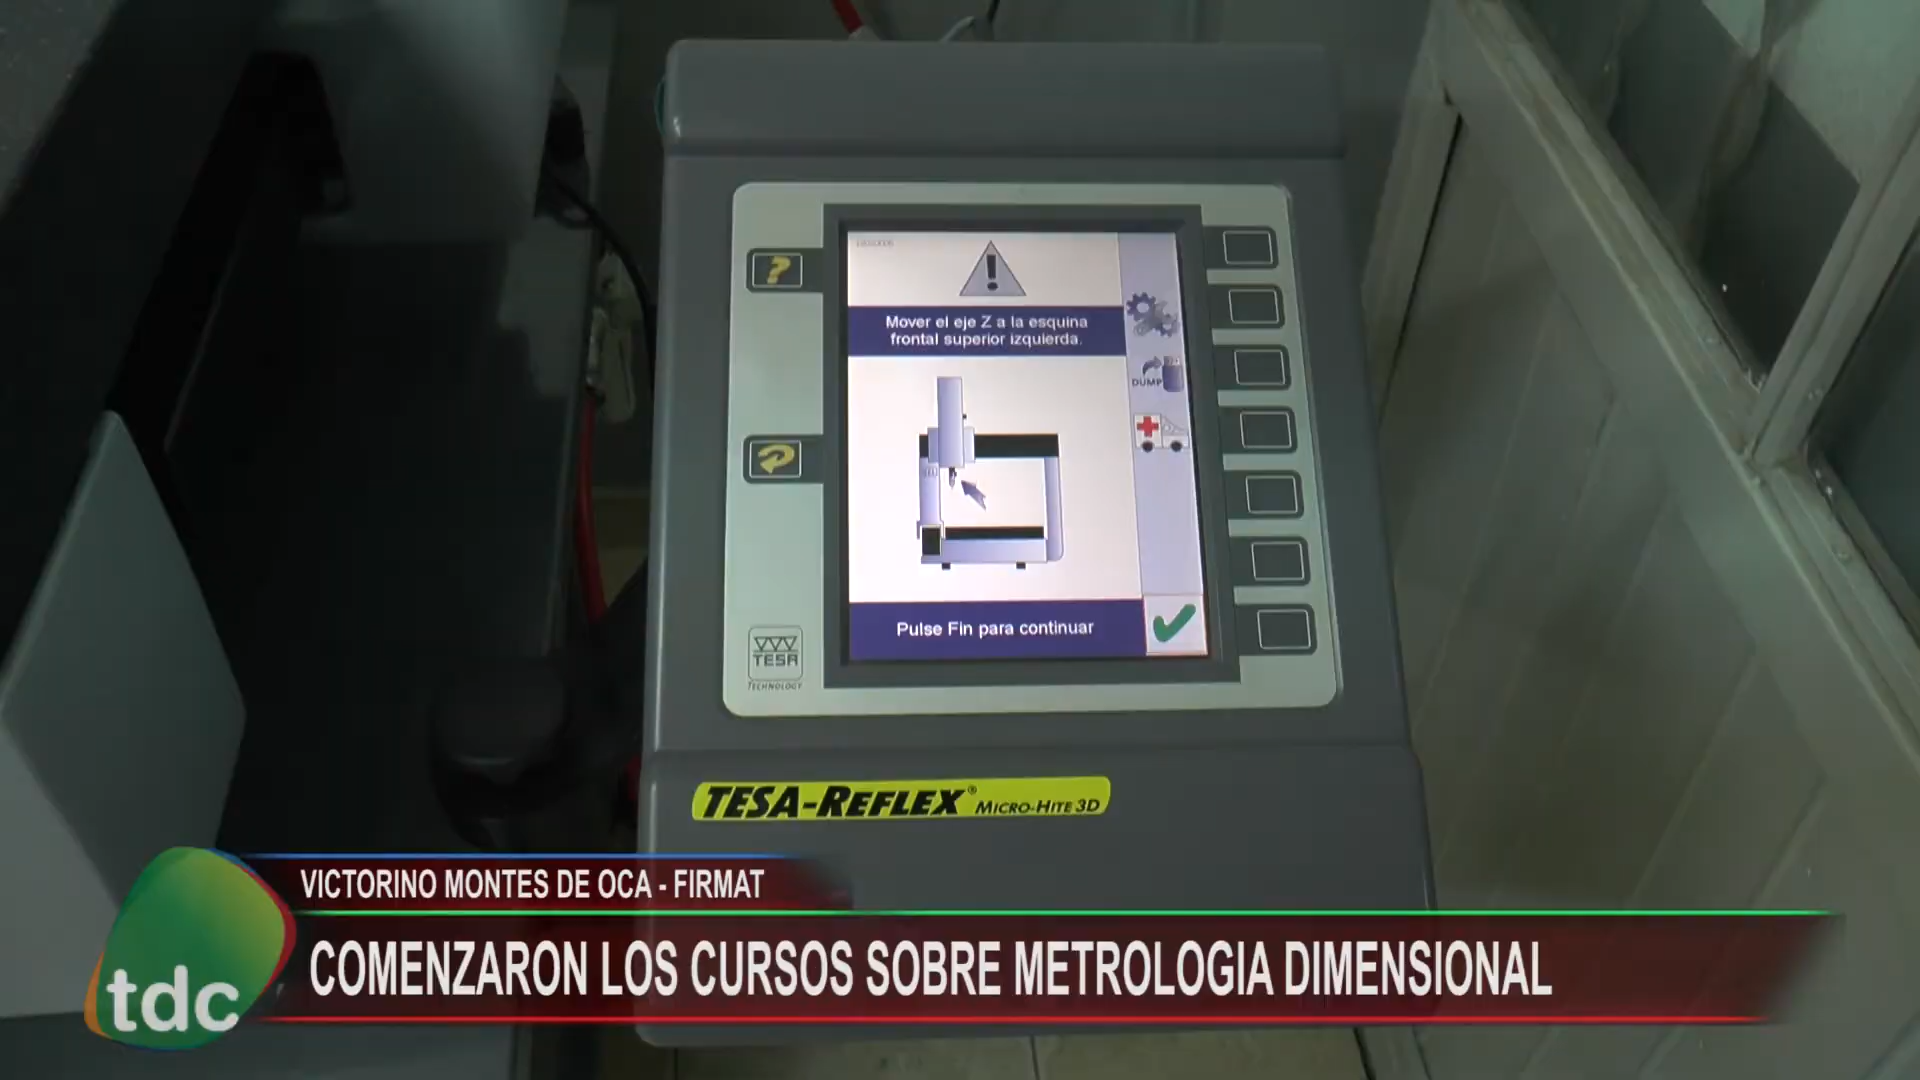 Mover el eje Z a la esquina
frontal superior izquierda.
DUMP
Pulse Fin para continuar
TESA
TECHNOLOGY
TESA-REFLEX® MICRO-HITE 3D
VICTORINO MONTES DE OCA - FIRMAT
COMENZARON LOS CURSOS SOBRE METROLOGIA DIMENSIONAL
tdc